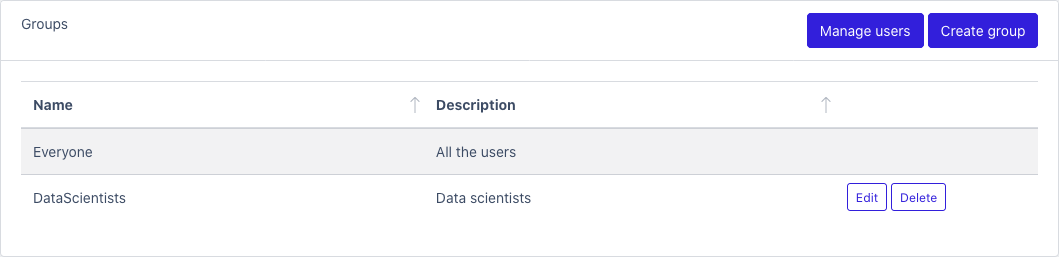 Groups
Manage users Create group
Name Description
Everyone All the users
DataScientists Data scientists Edit Delete